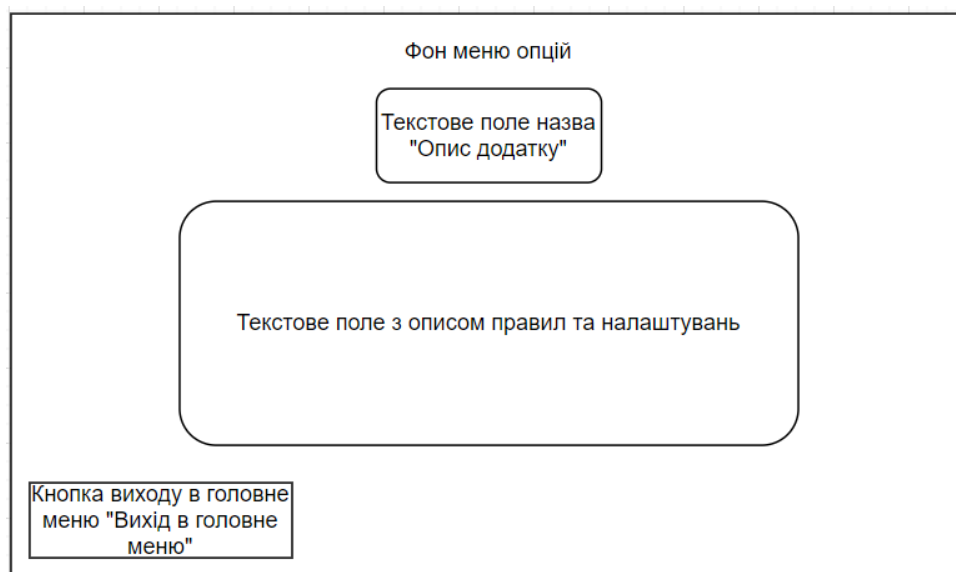 Фон меню опцій
Текстове поле назва
"Опис додатку"
Текстове поле з описом правил та налаштувань
Кнопка виходу в головне
меню "Вихід в головне
меню"